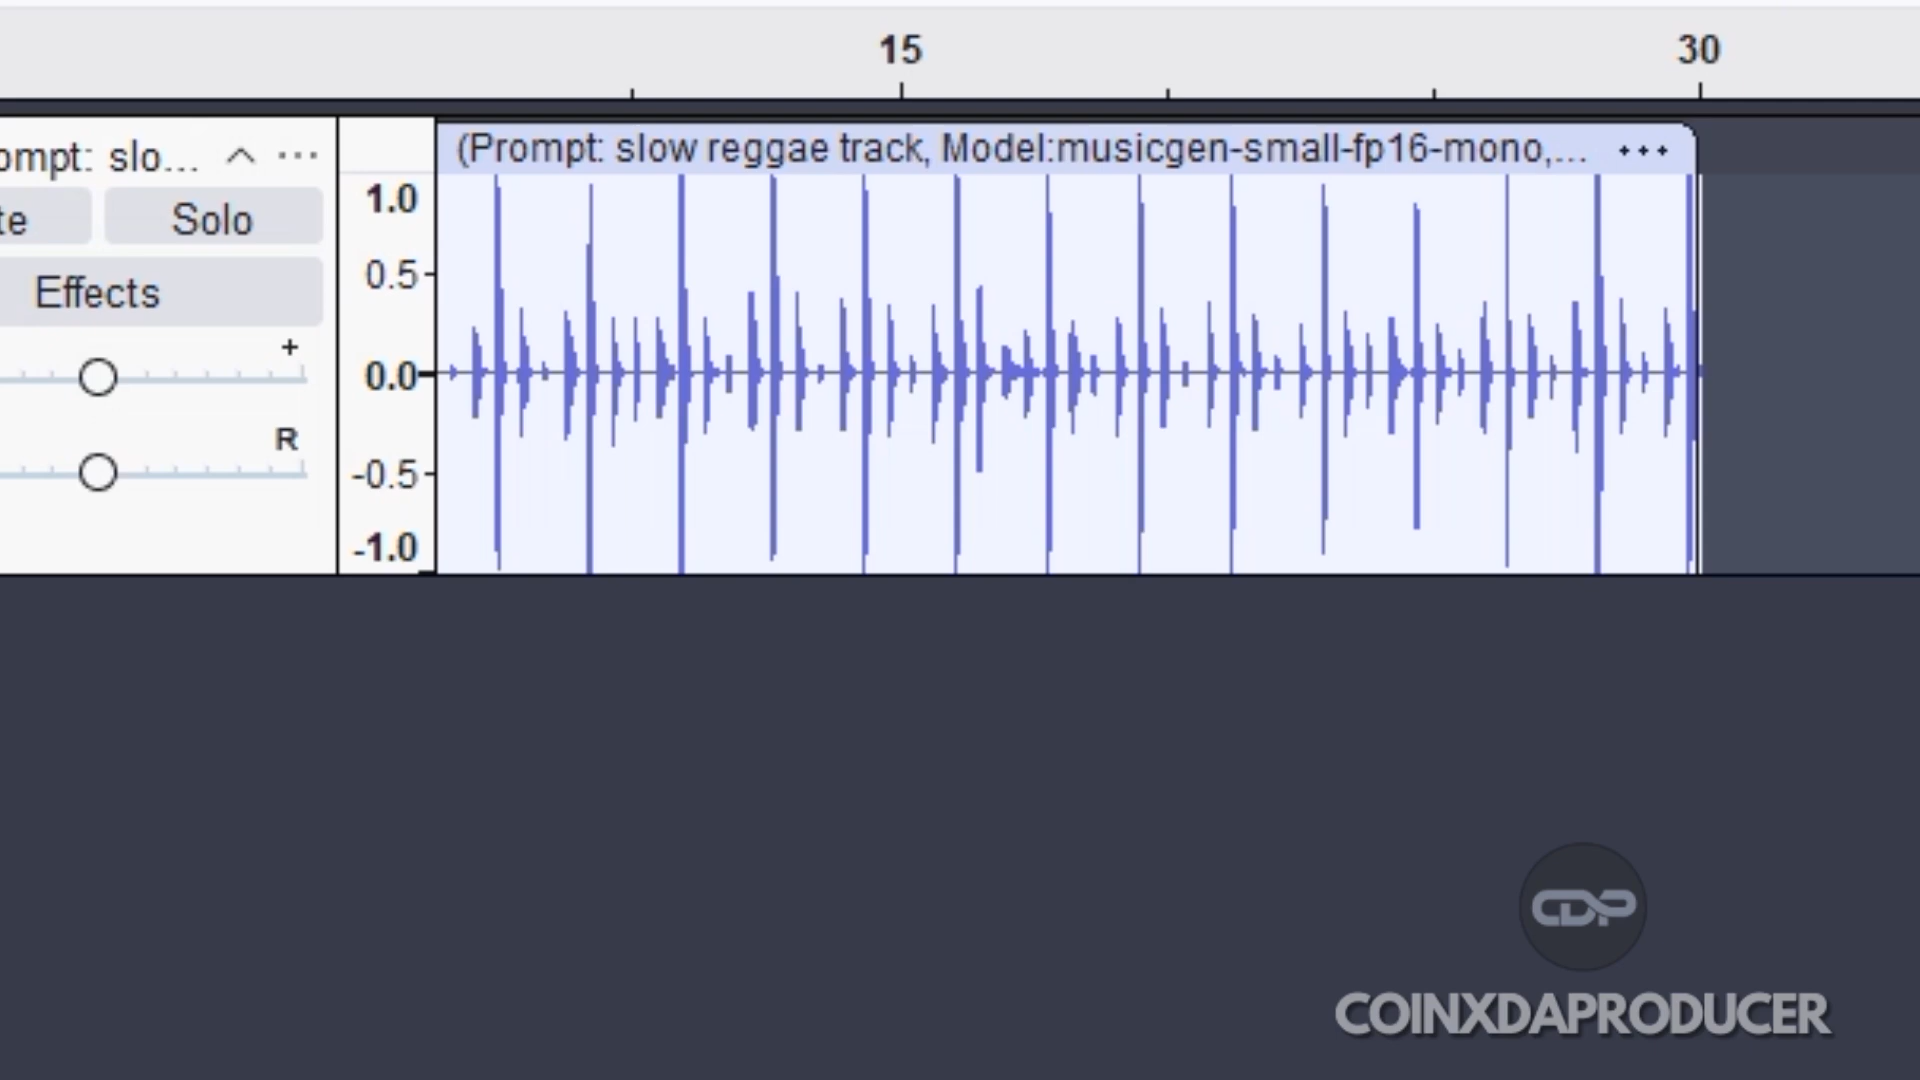 15 30
ompt: slo...
(Prompt: slow reggae track, Model:musicgen-small-fp16-mono,...
te
Solo
Effects
+
R
1.0
0.5
0.0
-0.5
-1.0
CDP
COINXDAPRODUCER